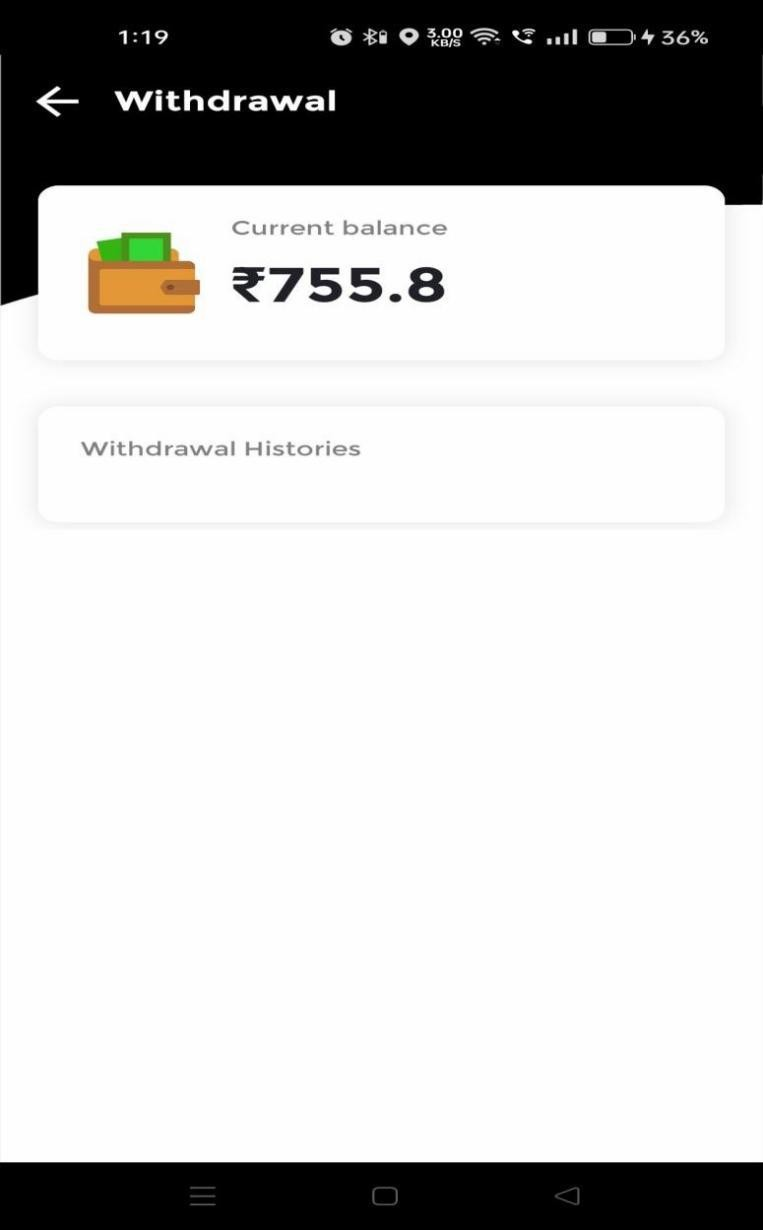 1:19 3.00 KB/S 36%
Withdrawal
Current balance
₹755.8
Withdrawal Histories